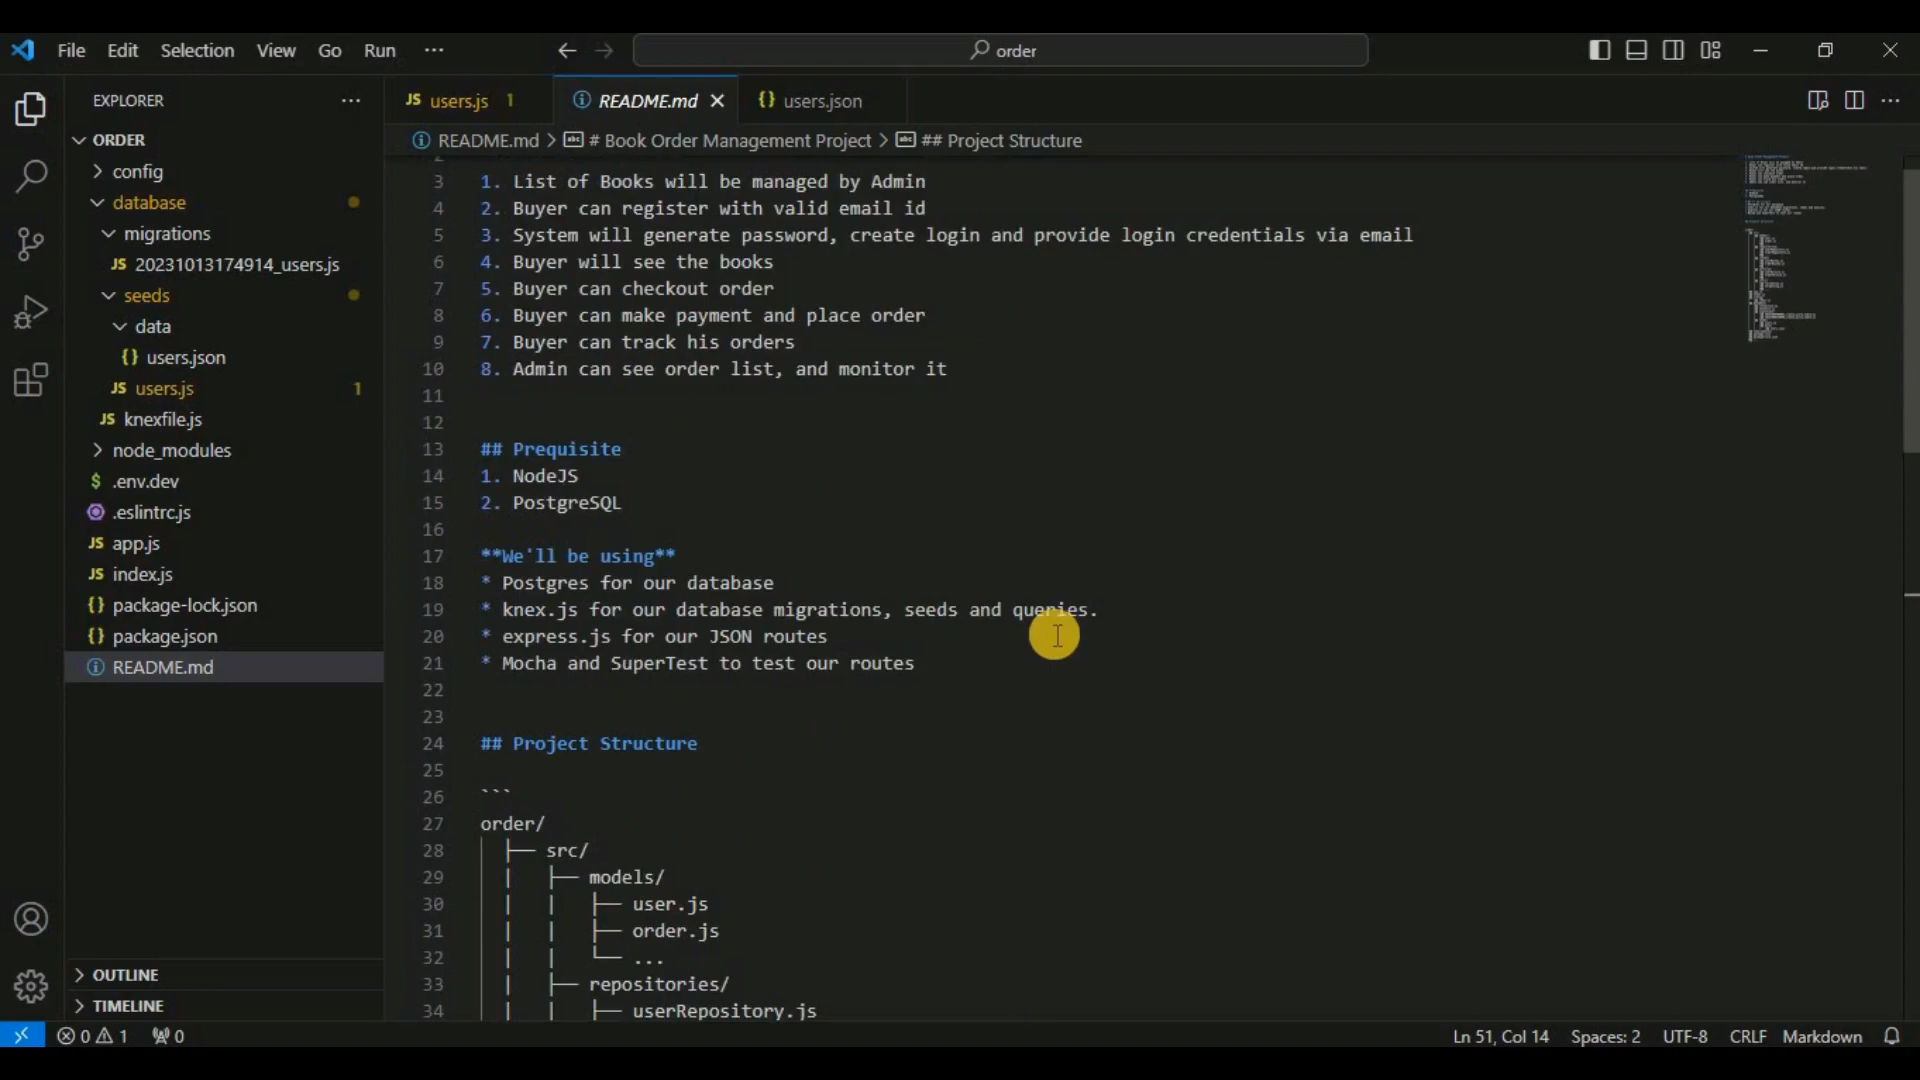 File Edit Selection View Go Run ··· order
EXPLORER ···
ORDER
config
database
migrations
JS 20231013174914_users.js
seeds
data
{} users.json
JS users.js 1
JS knexfile.js
node_modules
$ .env.dev
.eslintrc.js
JS app.js
JS index.js
{} package-lock.json
{} package.json
README.md
OUTLINE
TIMELINE
JS users.js 1 README.md {} users.json
README.md > # Book Order Management Project > ## Project Structure
3 1. List of Books will be managed by Admin
4 2. Buyer can register with valid email id
5 3. System will generate password, create login and provide login credentials via email
6 4. Buyer will see the books
7 5. Buyer can checkout order
8 6. Buyer can make payment and place order
9 7. Buyer can track his orders
10 8. Admin can see order list, and monitor it
11
12
13 ## Prequisite
14 1. NodeJS
15 2. PostgreSQL
16
17 **We'll be using**
18 * Postgres for our database
19 * knex.js for our database migrations, seeds and queries.
20 * express.js for our JSON routes
21 * Mocha and SuperTest to test our routes
22
23
24 ## Project Structure
25
26 ```
27 order/
28 ├── src/
29 │ ├── models/
30 │ │ ├── user.js
31 │ │ ├── order.js
32 │ │ └── ...
33 │ ├── repositories/
34 │ │ ├── userRepository.js
0 1 0 Ln 51, Col 14 Spaces: 2 UTF-8 CRLF Markdown